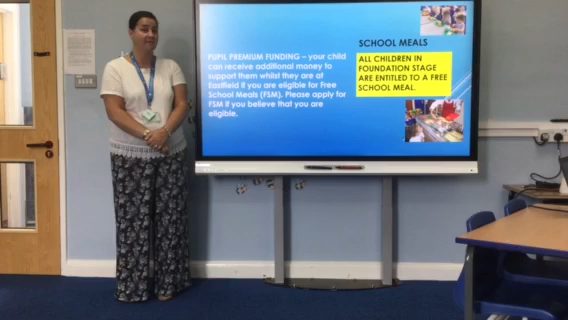 SCHOOL MEALS
PUPIL PREMIUM FUNDING – your child
can receive additional money to
support them whilst they are at
Eastfield if you are eligible for Free
School Meals (FSM). Please apply for
FSM if you believe that you are
eligible.
ALL CHILDREN IN
FOUNDATION STAGE
ARE ENTITLED TO A FREE
SCHOOL MEAL.